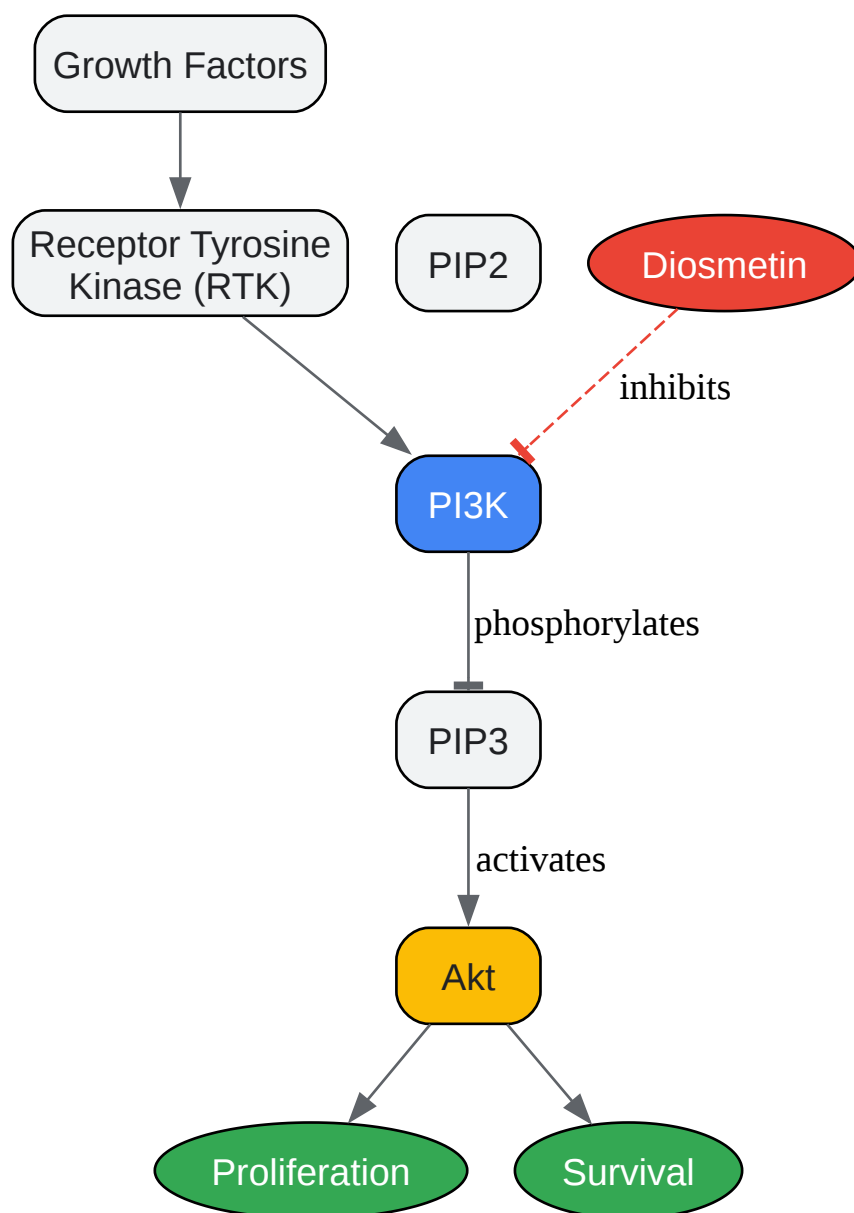 Growth Factors
Receptor Tyrosine
Kinase (RTK)
PIP2
Diosmetin
inhibits
PI3K
phosphorylates
PIP3
activates
Akt
Proliferation
Survival